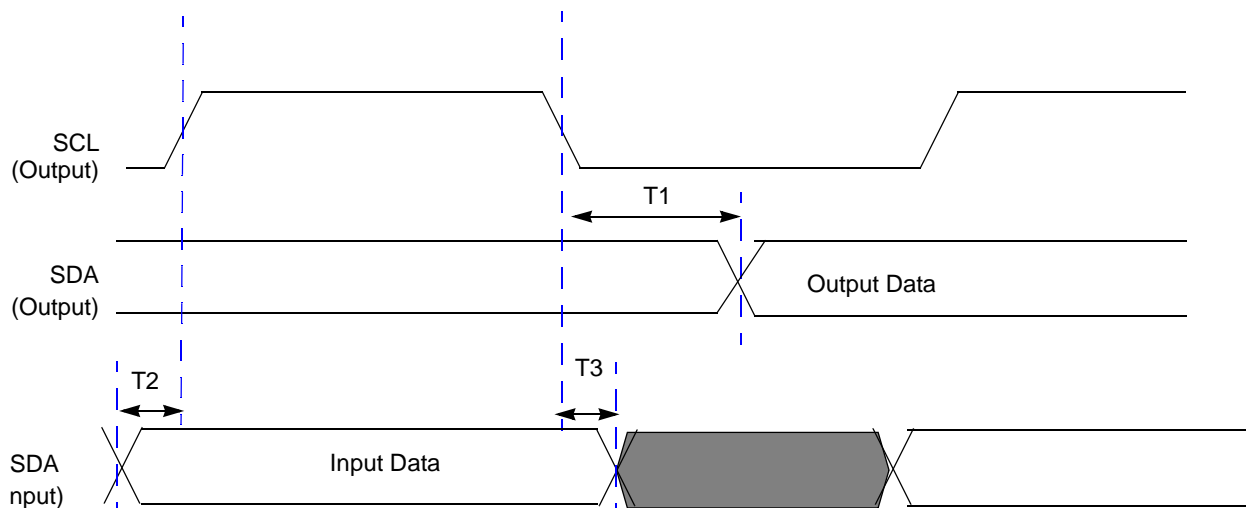 SCL
(Output)
T1
SDA
(Output)
Output Data
T2
T3
SDA
nput)
Input Data